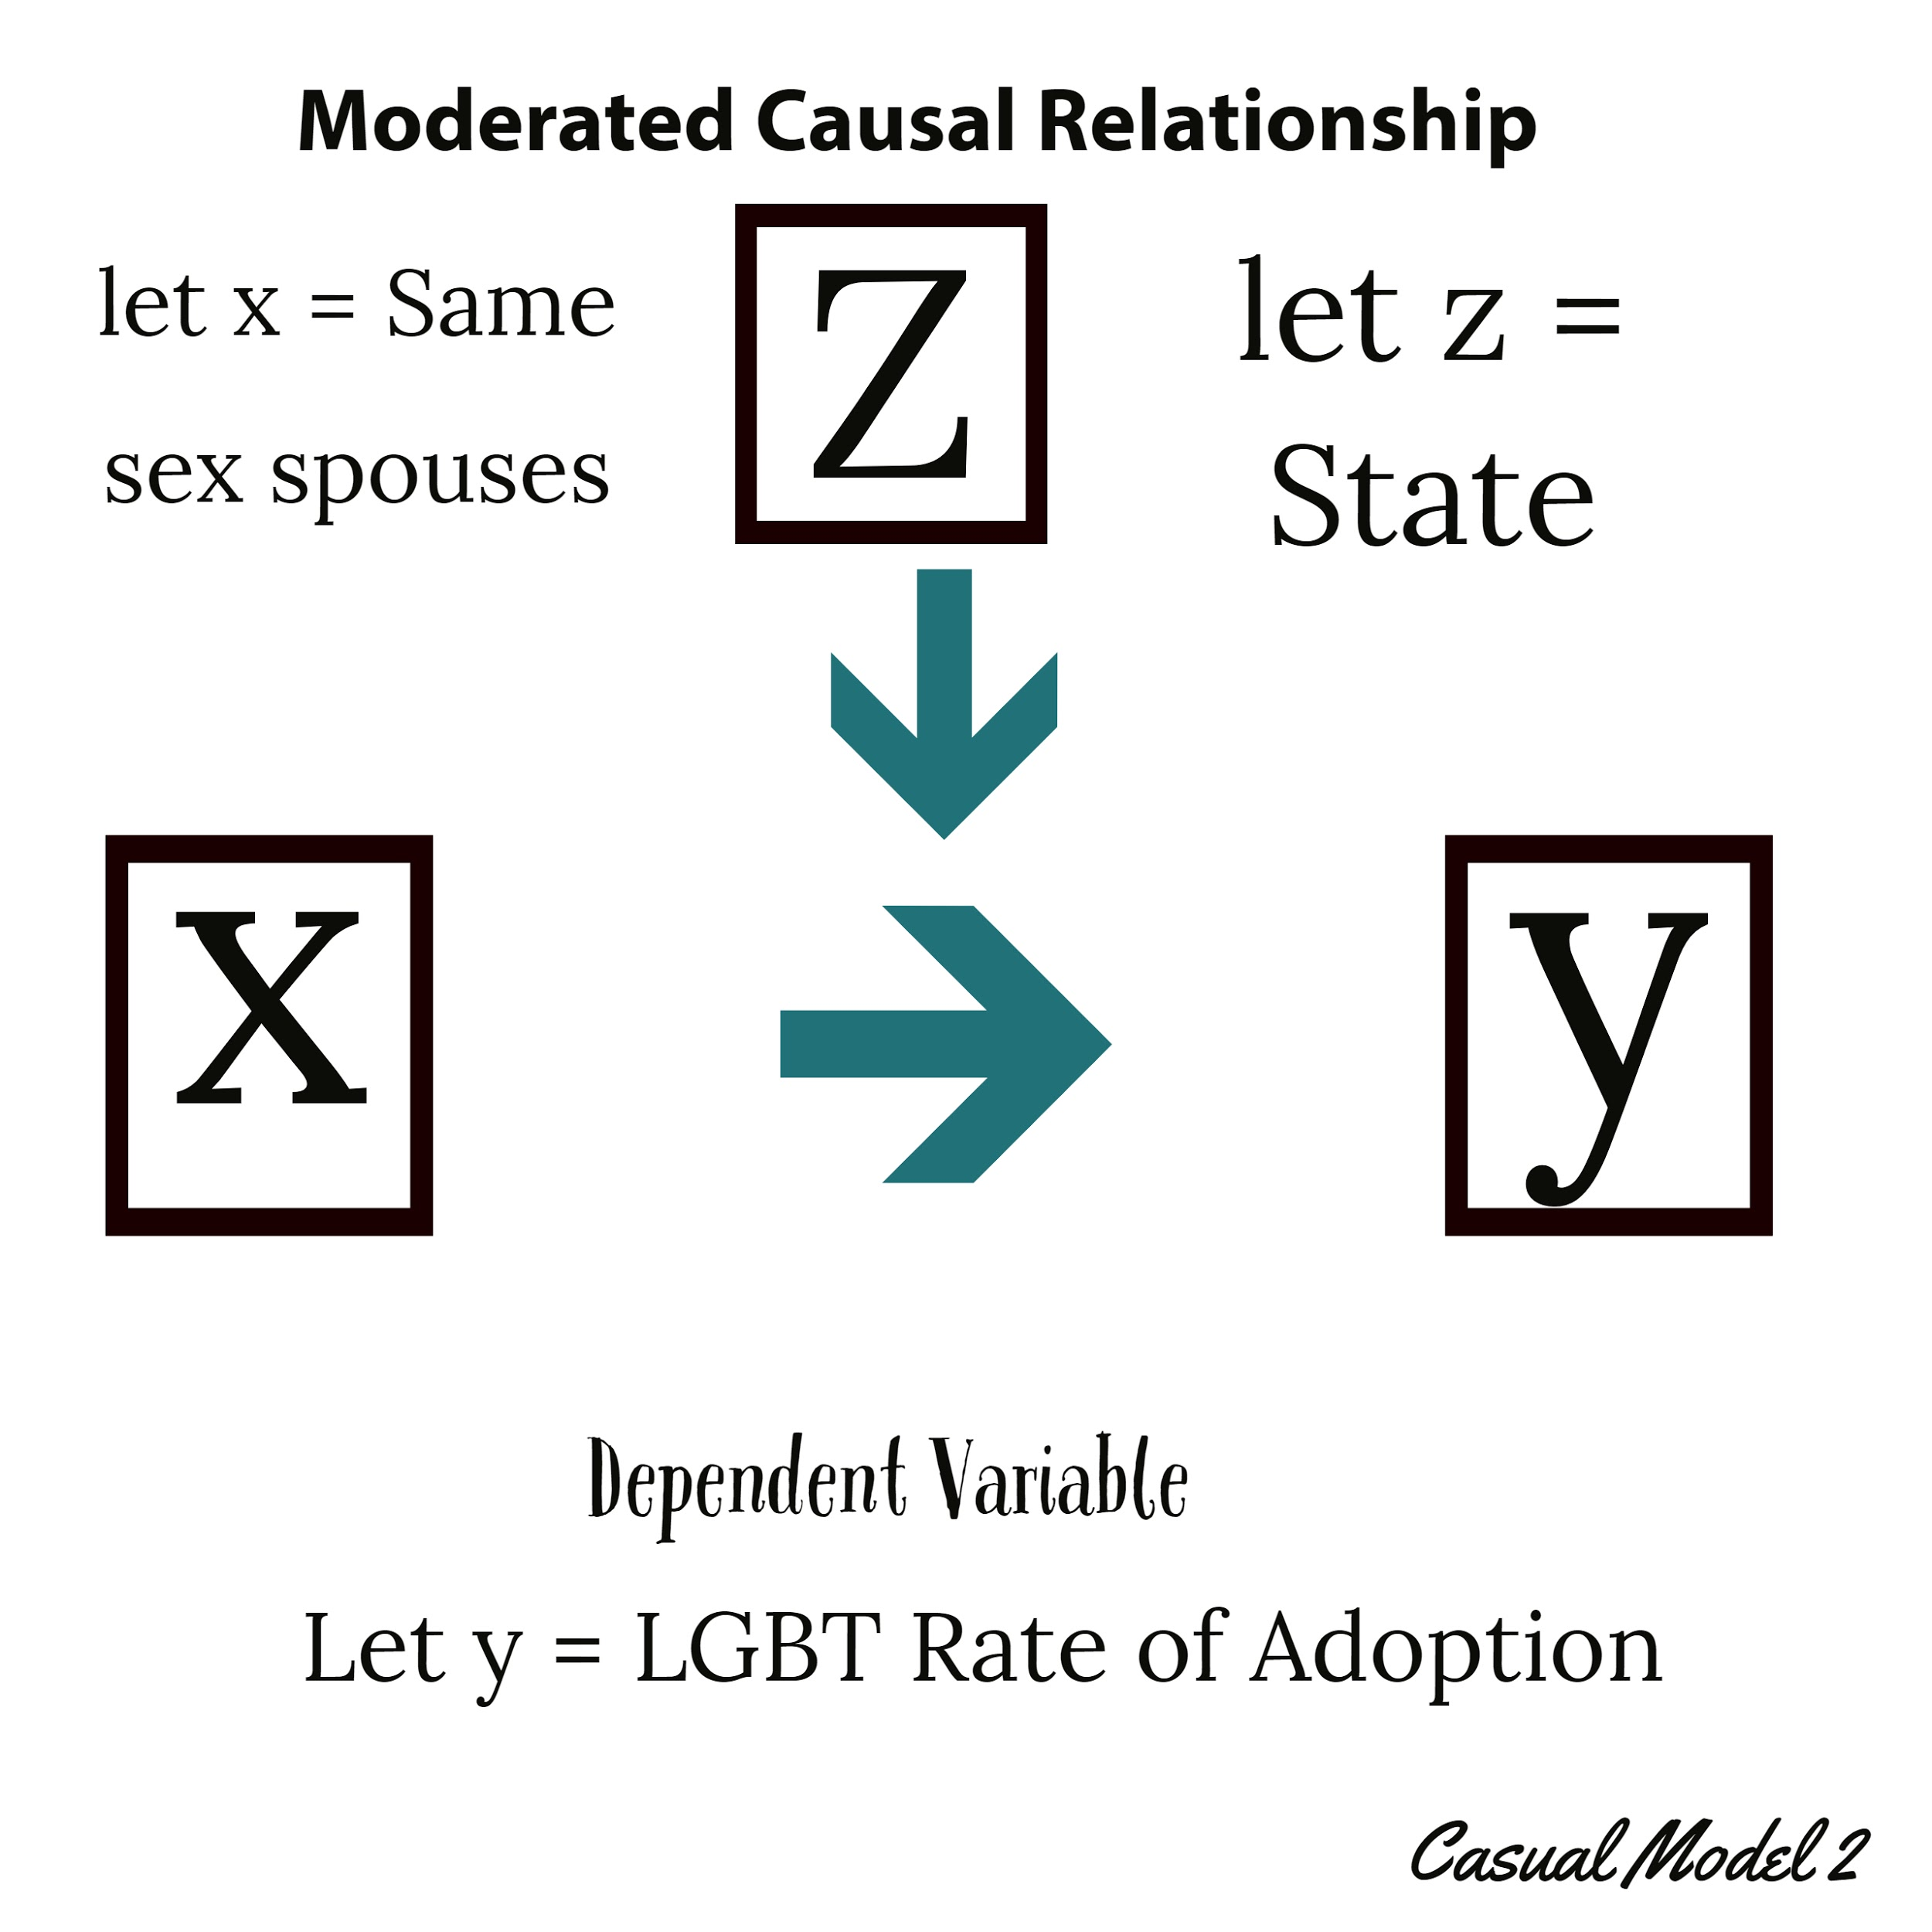 Moderated Causal Relationship
let x = Same
sex spouses
Z
let z =
State
x
y
Dependent Variable
Let y = LGBT Rate of Adoption
Casual Model 2